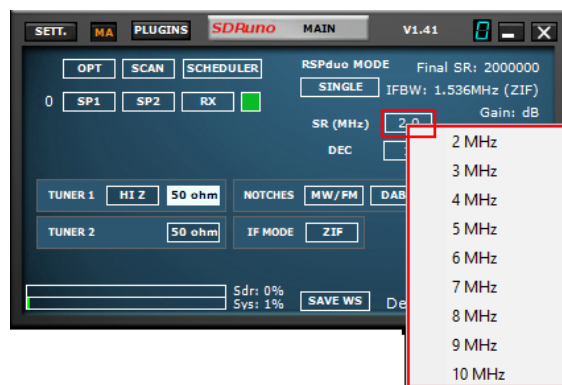 SETT. MA PLUGINS SDRuno MAIN V1.41 0
OPT SCAN SCHEDULER RSPduo MODE Final SR: 2000000
SINGLE IFBW: 1.536MHz (ZIF)
0 SP1 SP2 RX Gain: dB
SR (MHz) 2.0
DEC
TUNER 1 HI Z 50 ohm NOTCHES MW/FM DAB
TUNER 2 50 ohm IF MODE ZIF
Sdr: 0%
Sys: 1% SAVE WS De
2 MHz
3 MHz
4 MHz
5 MHz
6 MHz
7 MHz
8 MHz
9 MHz
10 MHz